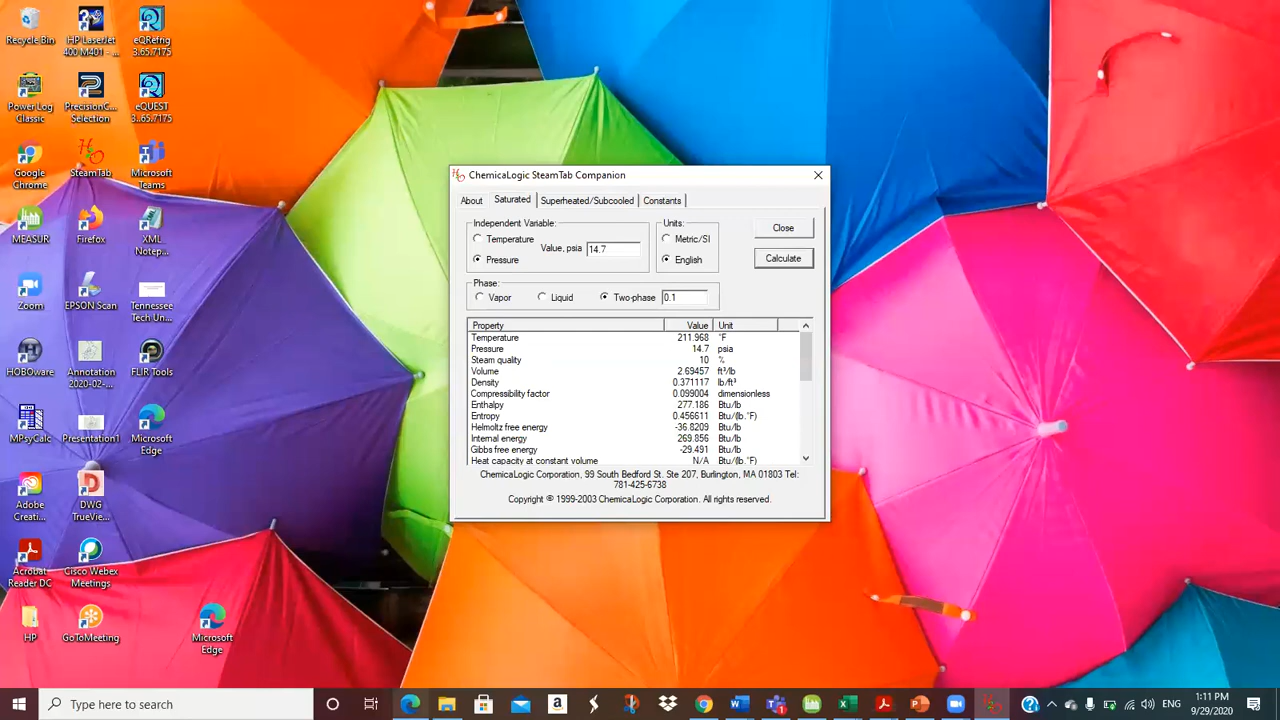 Recycle Bin
HP LaserJet
400 M401 - ...
eQRefng
3.65.7175
PowerLog
Classic
PrecisionC...
Selection
eQUEST
3..65.7175
Google
Chrome
SteamTab
Microsoft
Teams
MEASUR
Firefox
XML
Notep...
Zoom
EPSON Scan
Tennessee
Tech Un...
HOBOware
Annotation
2020-02-...
FLIR Tools
MPsyCalc
Presentation1
Microsoft
Edge
Adobe
Creati...
DWG
TrueView...
Acrobat
Reader DC
Cisco Webex
Meetings
HP
GoToMeeting
Microsoft
Edge
ChemicaLogic SteamTab Companion
About Saturated Superheated/Subcooled Constants
Independent Variable: Units:
Temperature Value, psia 14.7 Metric/SI Close
Pressure English Calculate
Phase:
Vapor Liquid Two-phase 0.1
Property Value Unit
Temperature 211.968 °F
Pressure 14.7 psia
Steam quality 10 %
Volume 2.69457 ft³/lb
Density 0.371117 lb/ft³
Compressibility factor 0.099004 dimensionless
Enthalpy 277.186 Btu/lb
Entropy 0.456611 Btu/(lb.°F)
Helmoltz free energy -36.8209 Btu/lb
Internal energy 269.856 Btu/lb
Gibbs free energy -29.491 Btu/lb
Heat capacity at constant volume N/A Btu/(lb.°F)
ChemicaLogic Corporation, 99 South Bedford St. Ste 207, Burlington, MA 01803 Tel:
781-425-6738
Copyright © 1999-2003 ChemicaLogic Corporation. All rights reserved.
Type here to search
ENG
1:11 PM
9/29/2020